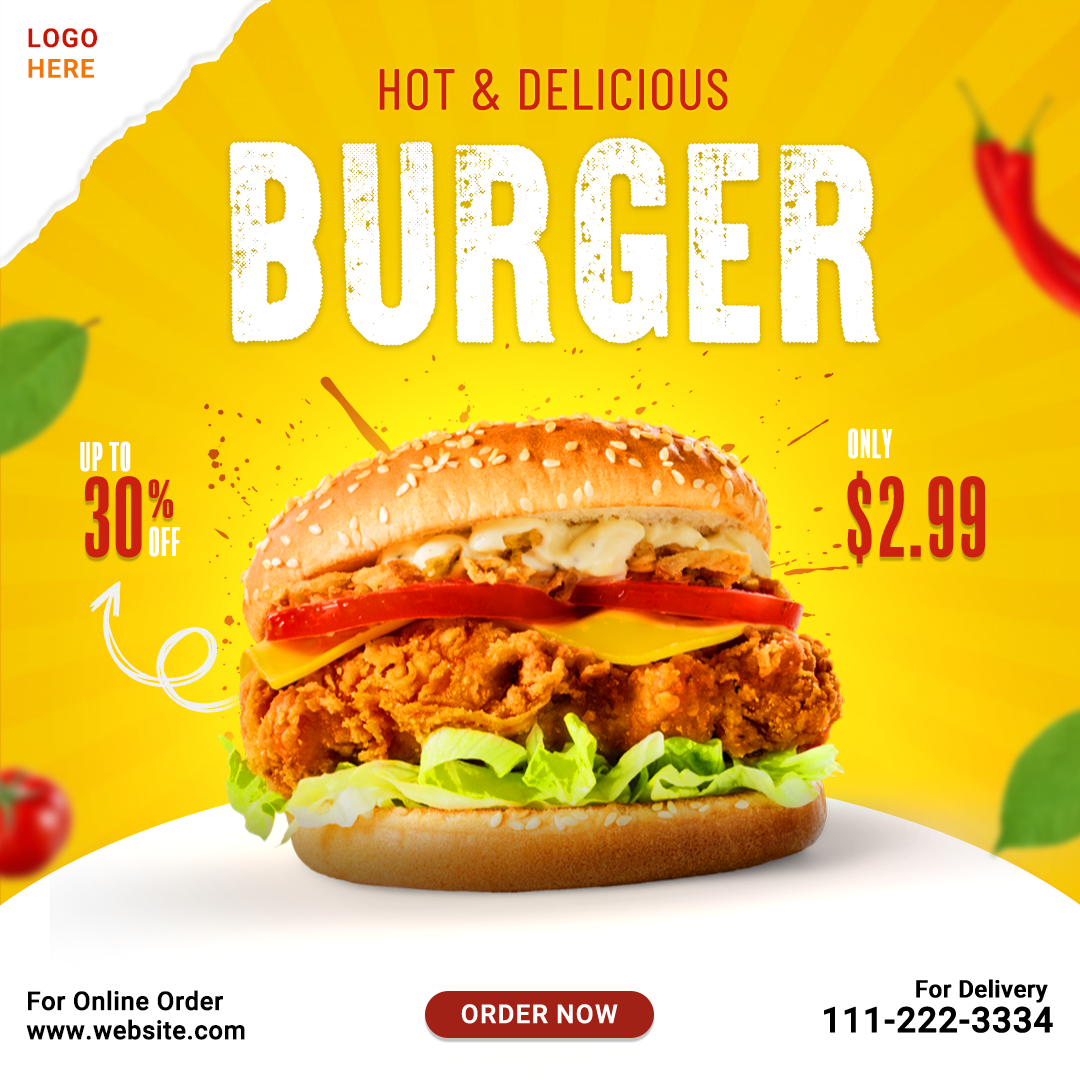 LOGO
HERE
HOT & DELICIOUS
BURGER
UP TO
30%
OFF
ONLY
$2.99
For Online Order
www.website.com
ORDER NOW
For Delivery
111-222-3334